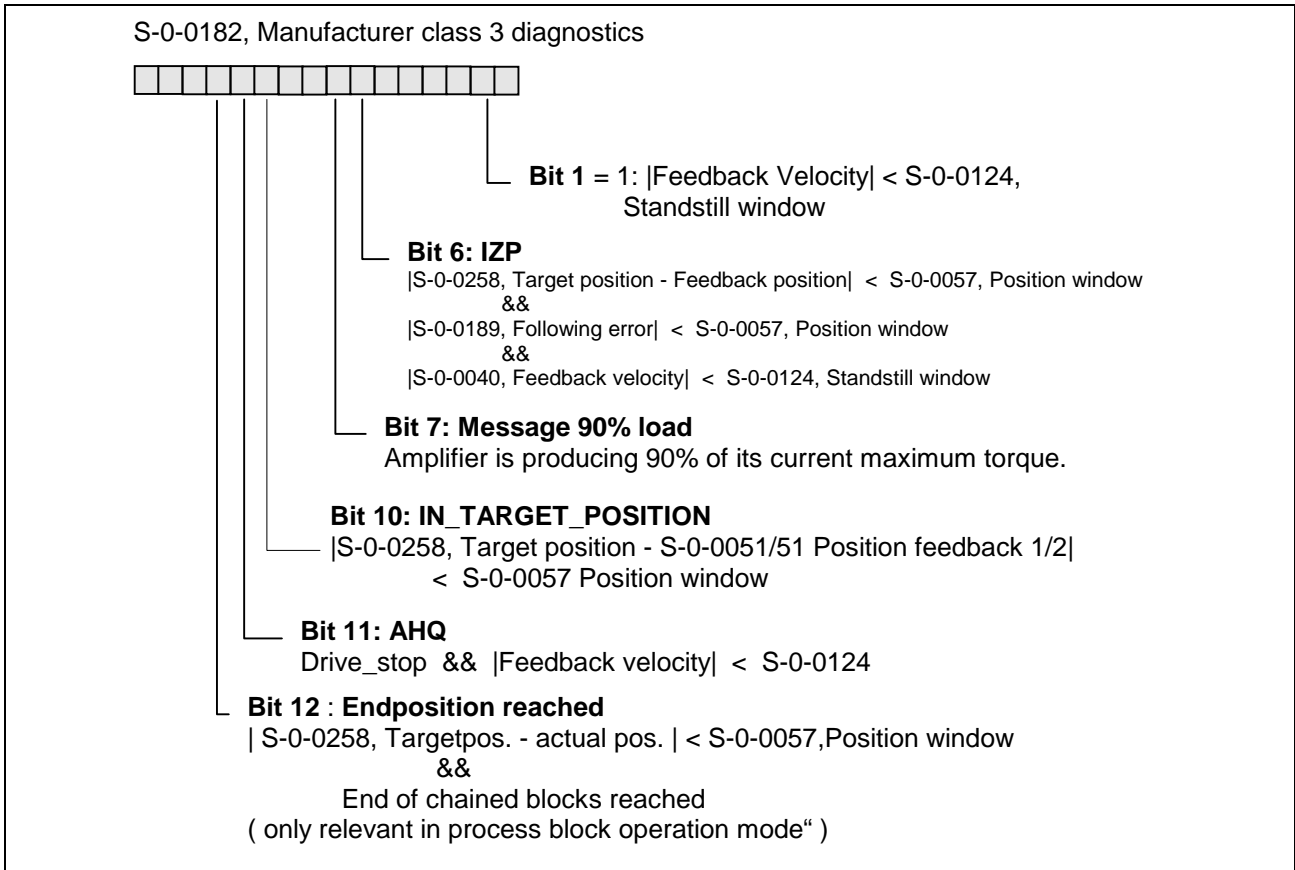 S-0-0182, Manufacturer class 3 diagnostics
Bit 1 = 1: |Feedback Velocity| < S-0-0124,
Standstill window
Bit 6: IZP
|S-0-0258, Target position - Feedback position| < S-0-0057, Position window
&&
|S-0-0189, Following error| < S-0-0057, Position window
&&
|S-0-0040, Feedback velocity| < S-0-0124, Standstill window
Bit 7: Message 90% load
Amplifier is producing 90% of its current maximum torque.
Bit 10: IN_TARGET_POSITION
|S-0-0258, Target position - S-0-0051/51 Position feedback 1/2|
< S-0-0057 Position window
Bit 11: AHQ
Drive_stop && |Feedback velocity| < S-0-0124
Bit 12 : Endposition reached
| S-0-0258, Targetpos. - actual pos. | < S-0-0057,Position window
&&
End of chained blocks reached
( only relevant in process block operation mode“ )